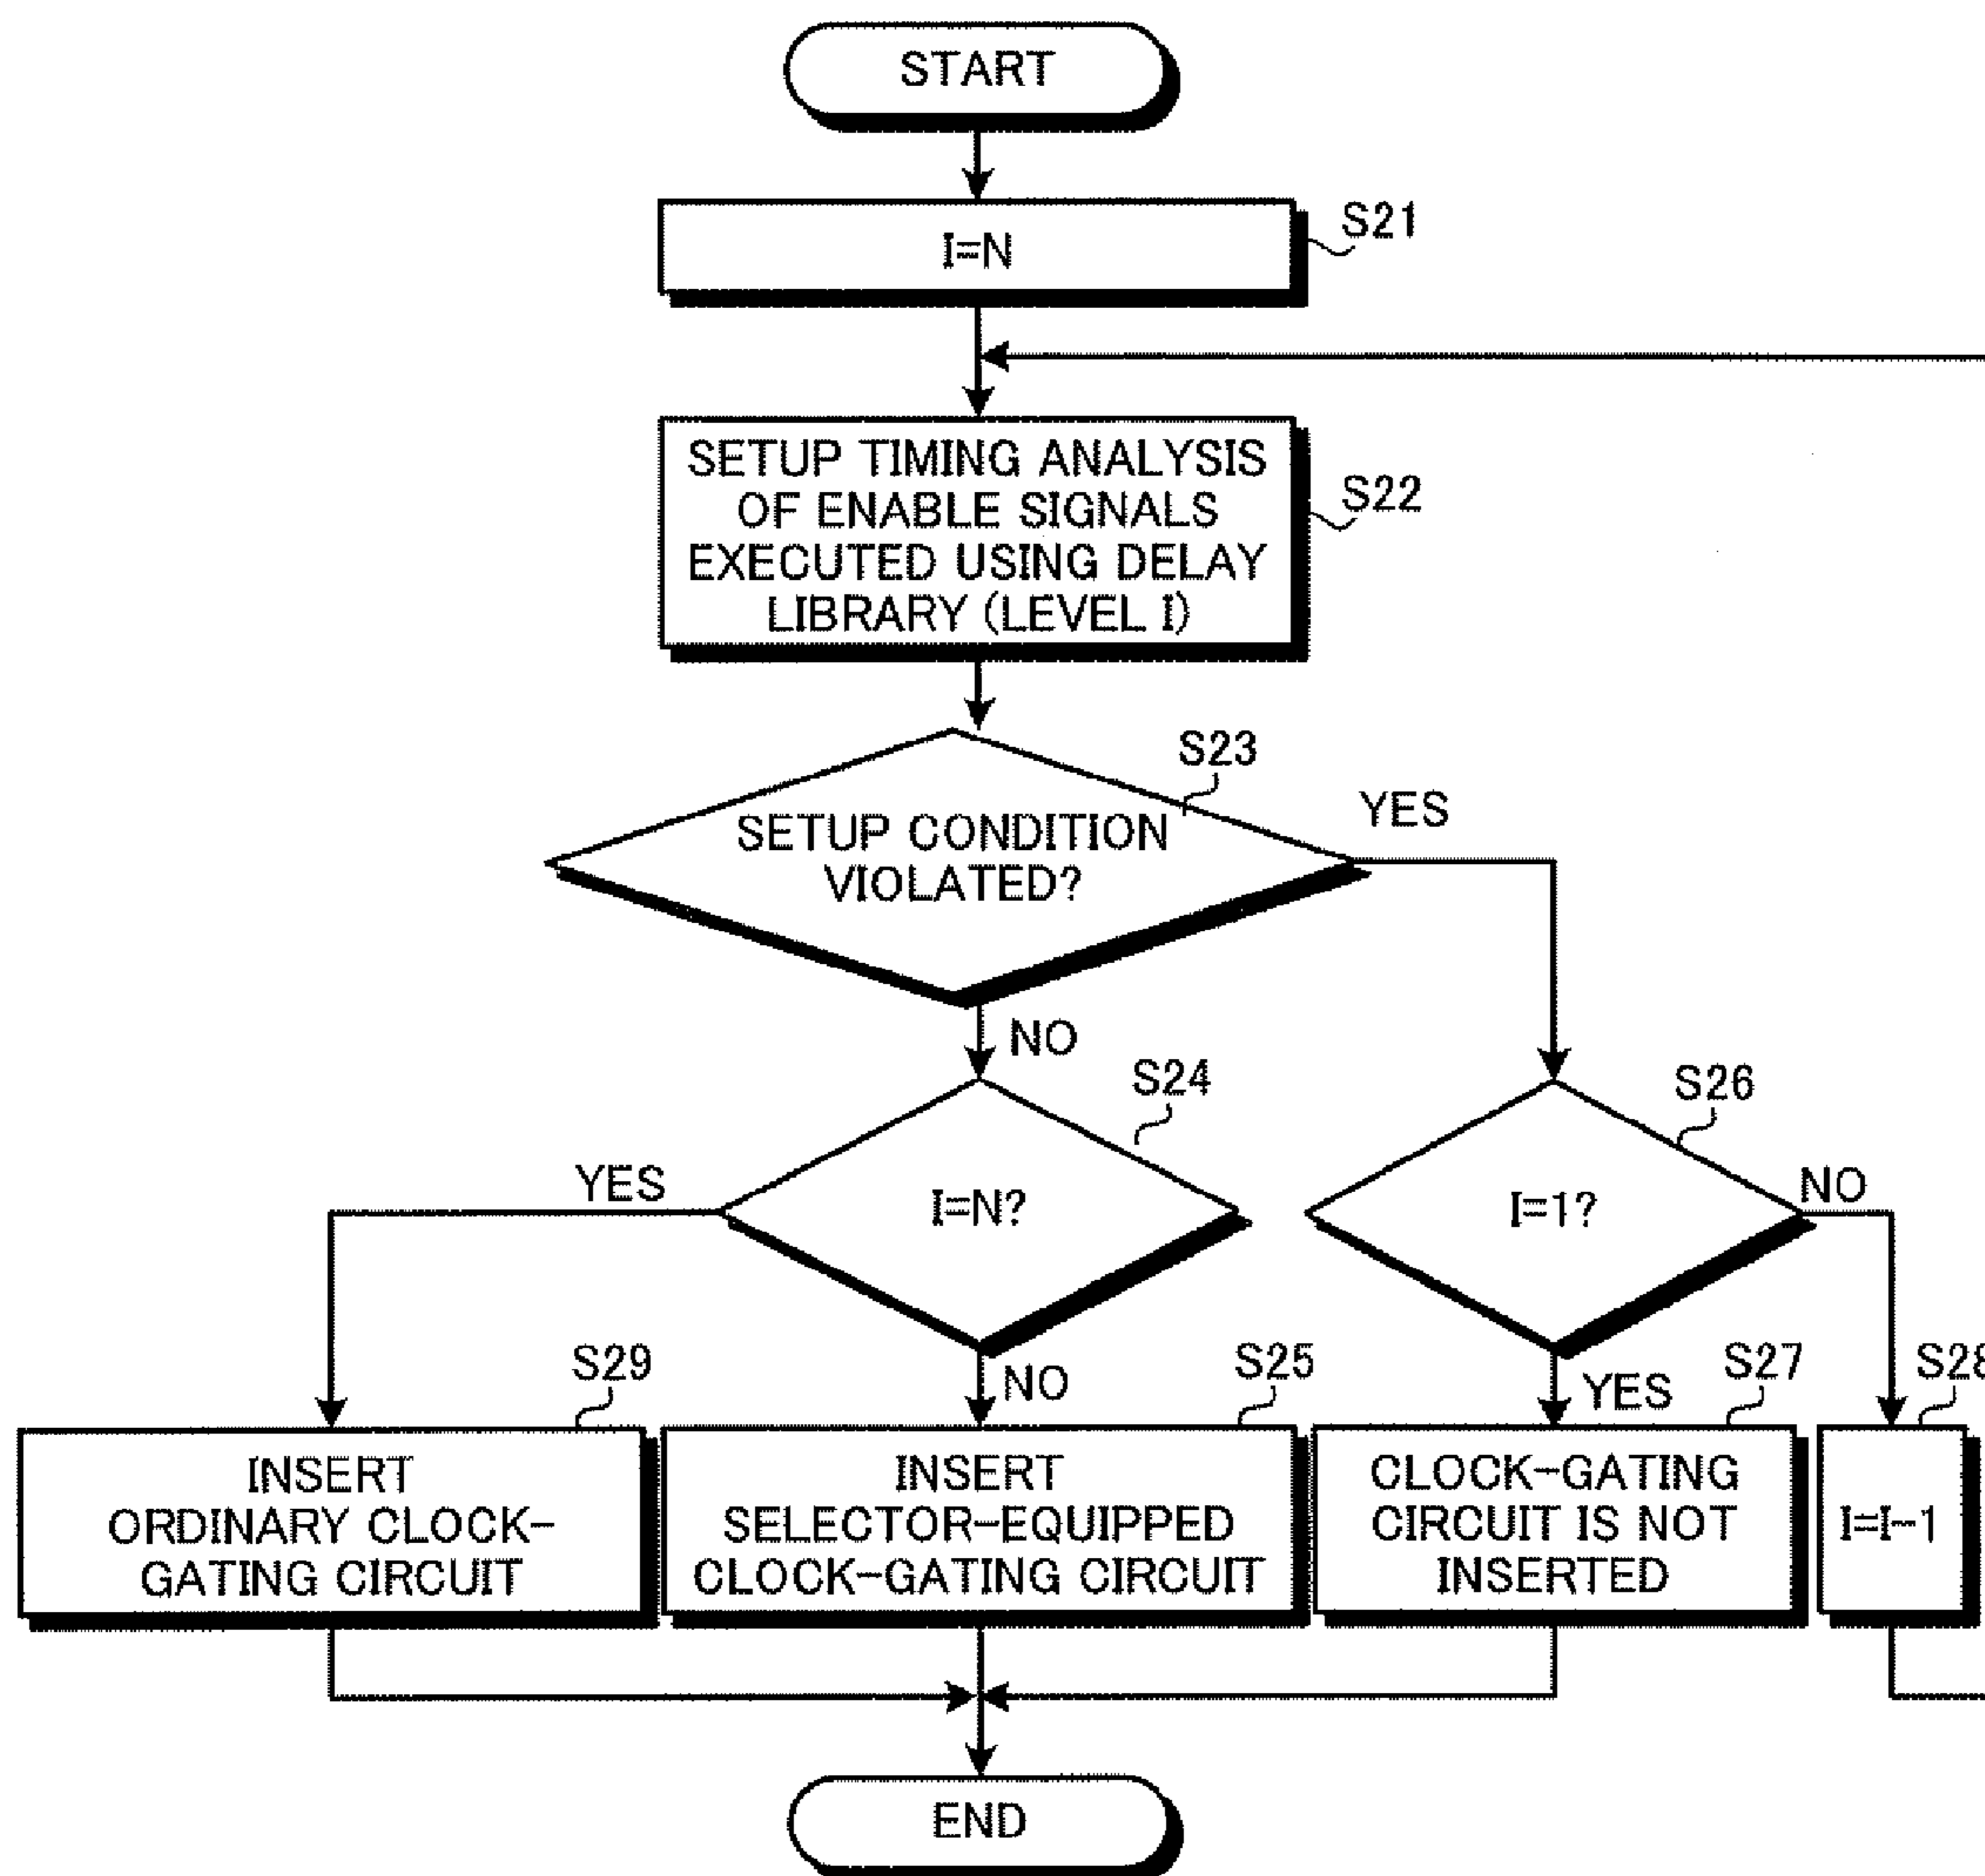 START
I=N
S21
SETUP TIMING ANALYSIS
OF ENABLE SIGNALS
EXECUTED USING DELAY
LIBRARY (LEVEL I)
S22
S23
SETUP CONDITION
VIOLATED?
YES
NO
S24
I=N?
YES
NO
S26
I=1?
NO
YES
S29
INSERT
ORDINARY CLOCK-
GATING CIRCUIT
S25
INSERT
SELECTOR-EQUIPPED
CLOCK-GATING CIRCUIT
S27
CLOCK-GATING
CIRCUIT IS NOT
INSERTED
S28
I=I-1
END